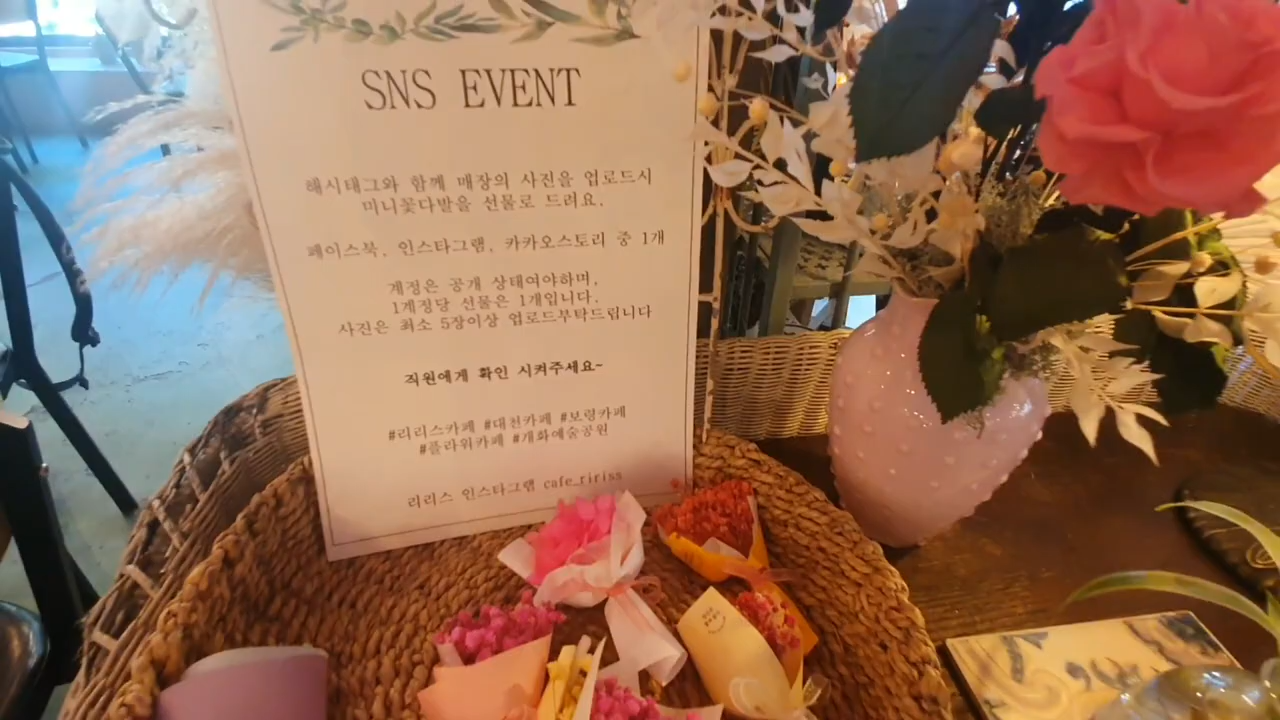 SNS EVENT
해시태그와 함께 매장의 사진을 업로드시
미니꽃다발을 선물로 드려요.
페이스북, 인스타그램, 카카오스토리 중 1개
계정은 공개 상태여야하며,
1계정당 선물은 1개입니다.
사진은 최소 5장이상 업로드부탁드립니다
직원에게 확인 시켜주세요~
#리리스카페 #대천카페 #보령카페
#플라워카페 #개화예술공원
리리스 인스타그램 cafe_ririss